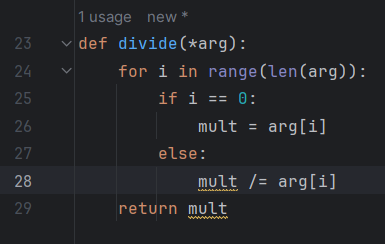 1 usage new *
23 def divide(*arg):
24     for i in range(len(arg)):
25         if i == 0:
26             mult = arg[i]
27         else:
28             mult /= arg[i]
29     return mult